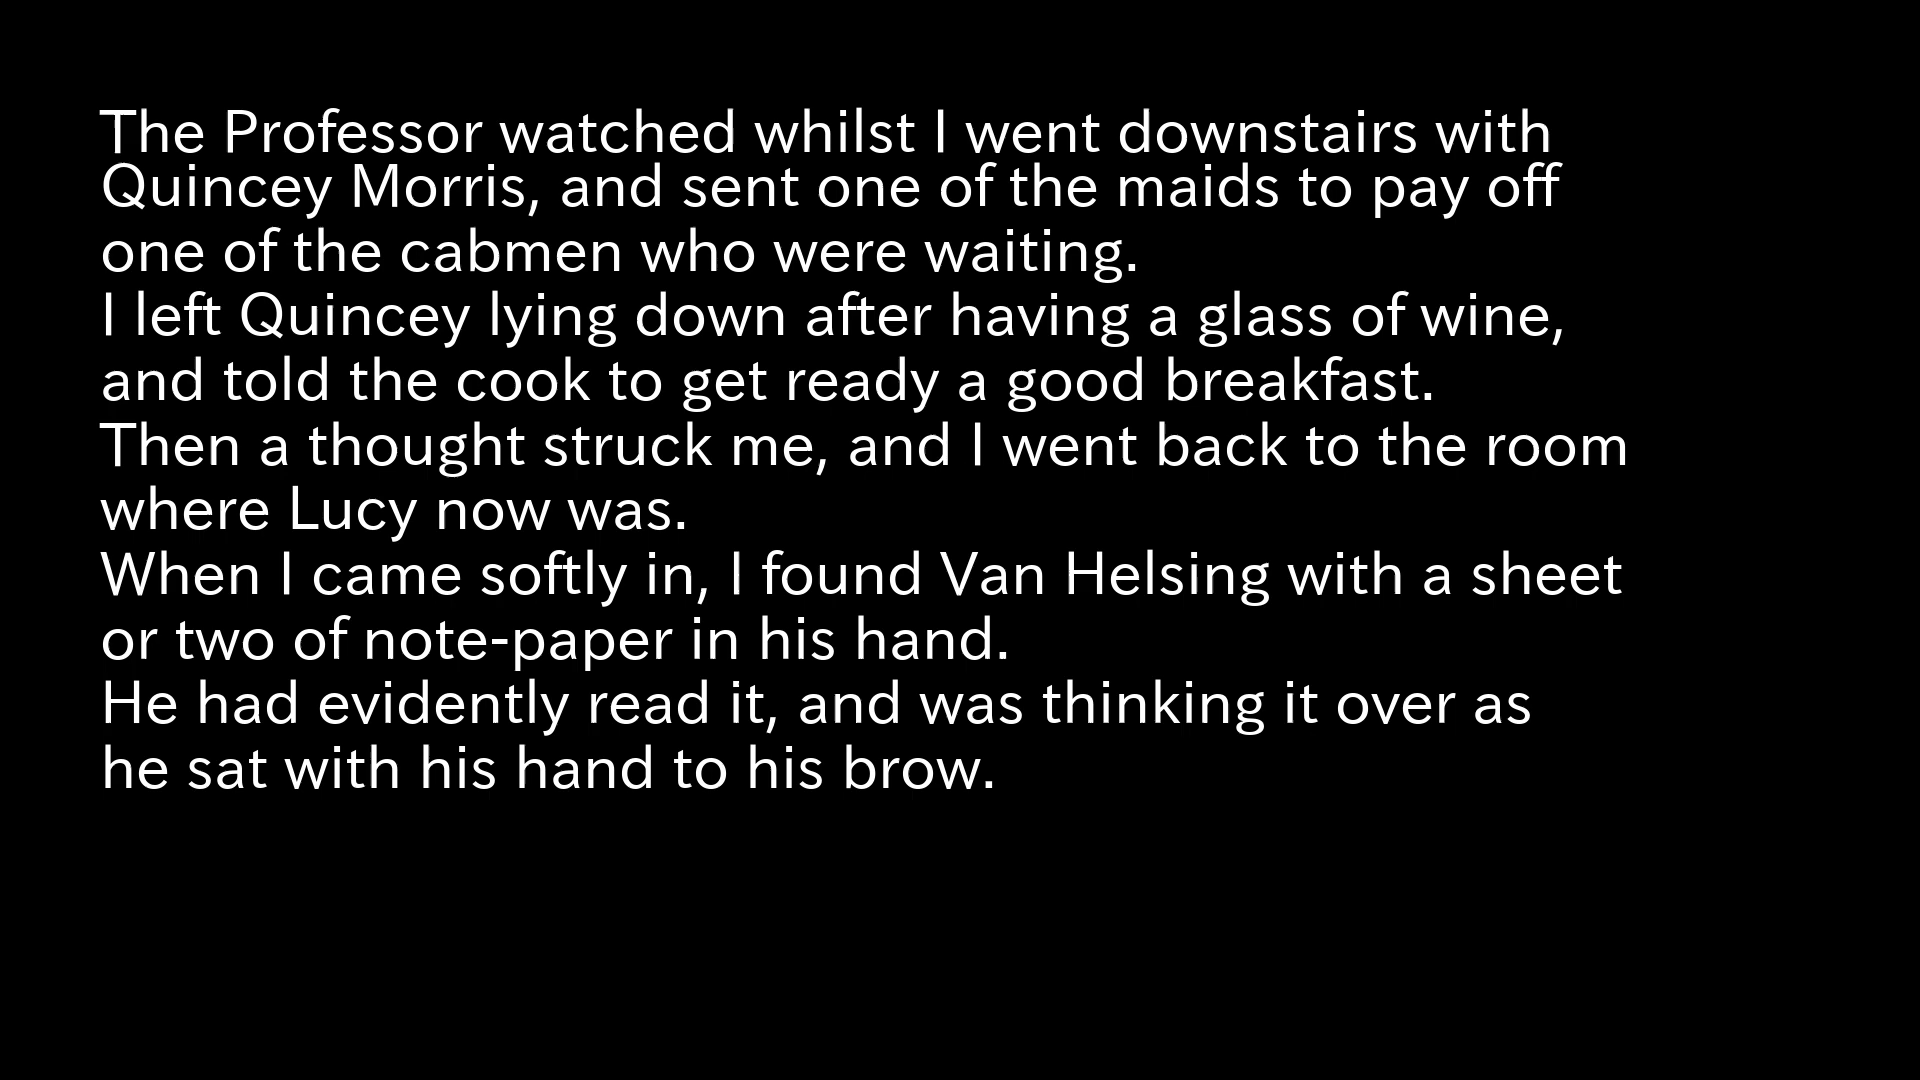 The Professor watched whilst I went downstairs with
Quincey Morris, and sent one of the maids to pay off
one of the cabmen who were waiting.
I left Quincey lying down after having a glass of wine,
and told the cook to get ready a good breakfast.
Then a thought struck me, and I went back to the room
where Lucy now was.
When I came softly in, I found Van Helsing with a sheet
or two of note-paper in his hand.
He had evidently read it, and was thinking it over as
he sat with his hand to his brow.